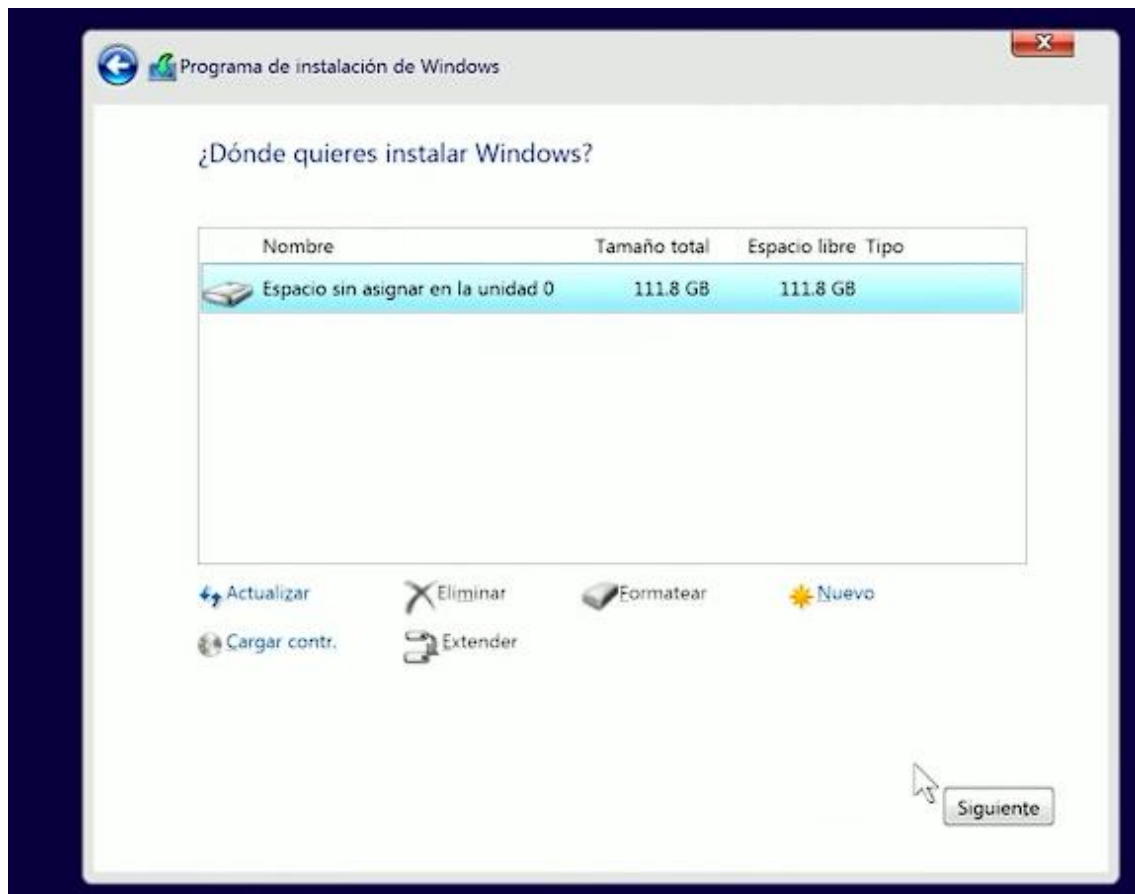 Programa de instalación de Windows
¿Dónde quieres instalar Windows?
Nombre Tamaño total Espacio libre Tipo
Espacio sin asignar en la unidad 0 111.8 GB 111.8 GB
Actualizar Eliminar Formatear Nuevo
Cargar contr. Extender
Siguiente